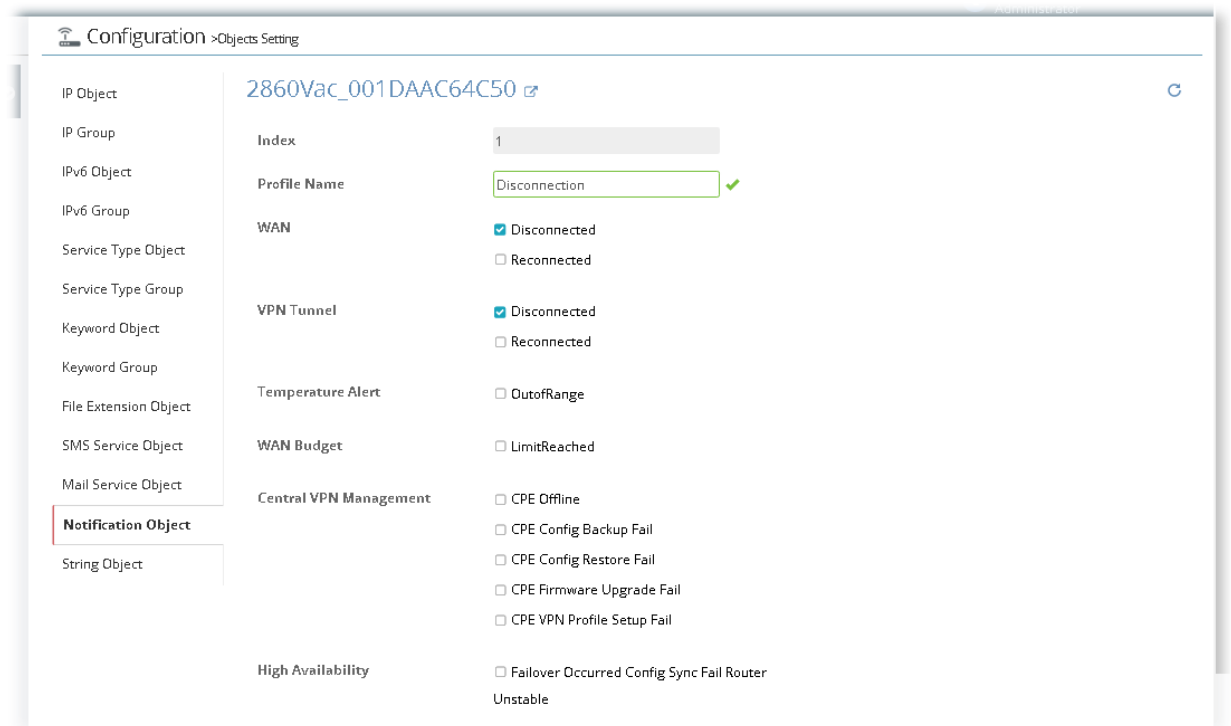 Administrator
Configuration >Objects Setting
IP Object
IP Group
IPv6 Object
IPv6 Group
Service Type Object
Service Type Group
Keyword Object
Keyword Group
File Extension Object
SMS Service Object
Mail Service Object
Notification Object
String Object
2860Vac_001DAAC64C50
Index
1
Profile Name
Disconnection
WAN
Disconnected
Reconnected
VPN Tunnel
Disconnected
Reconnected
Temperature Alert
OutofRange
WAN Budget
LimitReached
Central VPN Management
CPE Offline
CPE Config Backup Fail
CPE Config Restore Fail
CPE Firmware Upgrade Fail
CPE VPN Profile Setup Fail
High Availability
Failover Occurred Config Sync Fail Router
Unstable